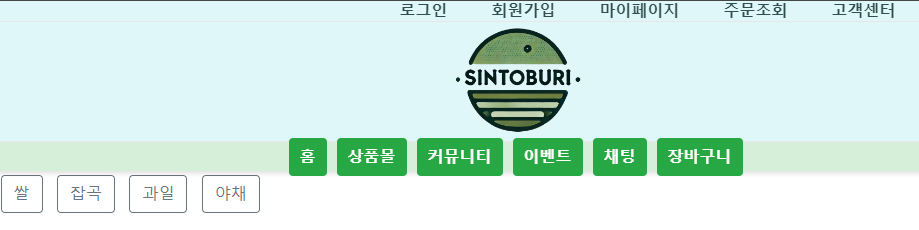 로그인 회원가입 마이페이지 주문조회 고객센터
SINTOBURI
홈 상품몰 커뮤니티 이벤트 채팅 장바구니
쌀 잡곡 과일 야채